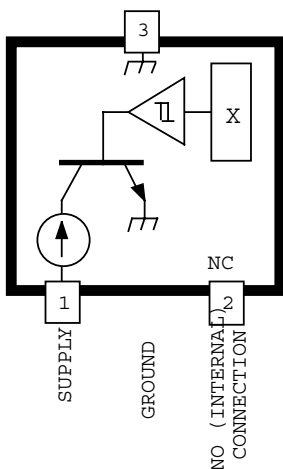 3
X
NC
1
2
SUPPLY
GROUND
NO (INTERNAL)
CONNECTION